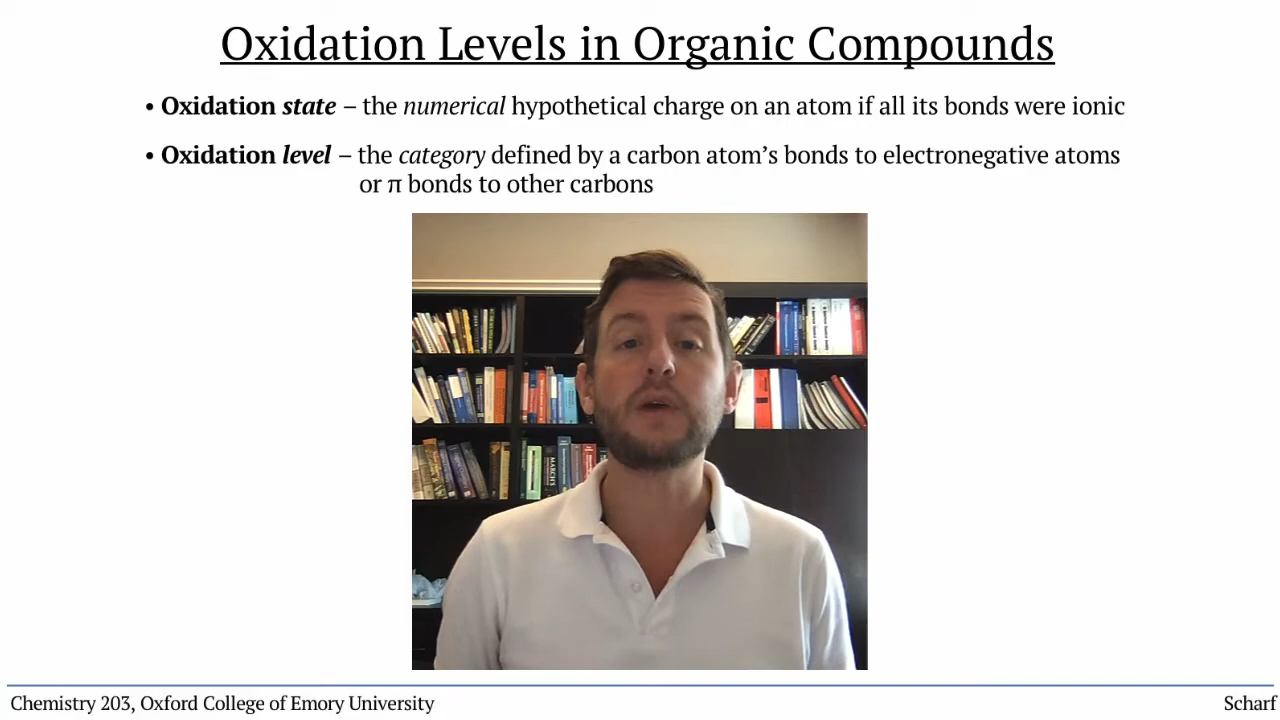 Oxidation Levels in Organic Compounds
• Oxidation state – the numerical hypothetical charge on an atom if all its bonds were ionic
• Oxidation level – the category defined by a carbon atom's bonds to electronegative atoms
or π bonds to other carbons
MARCH'S
Chemistry 203, Oxford College of Emory University
Scharf